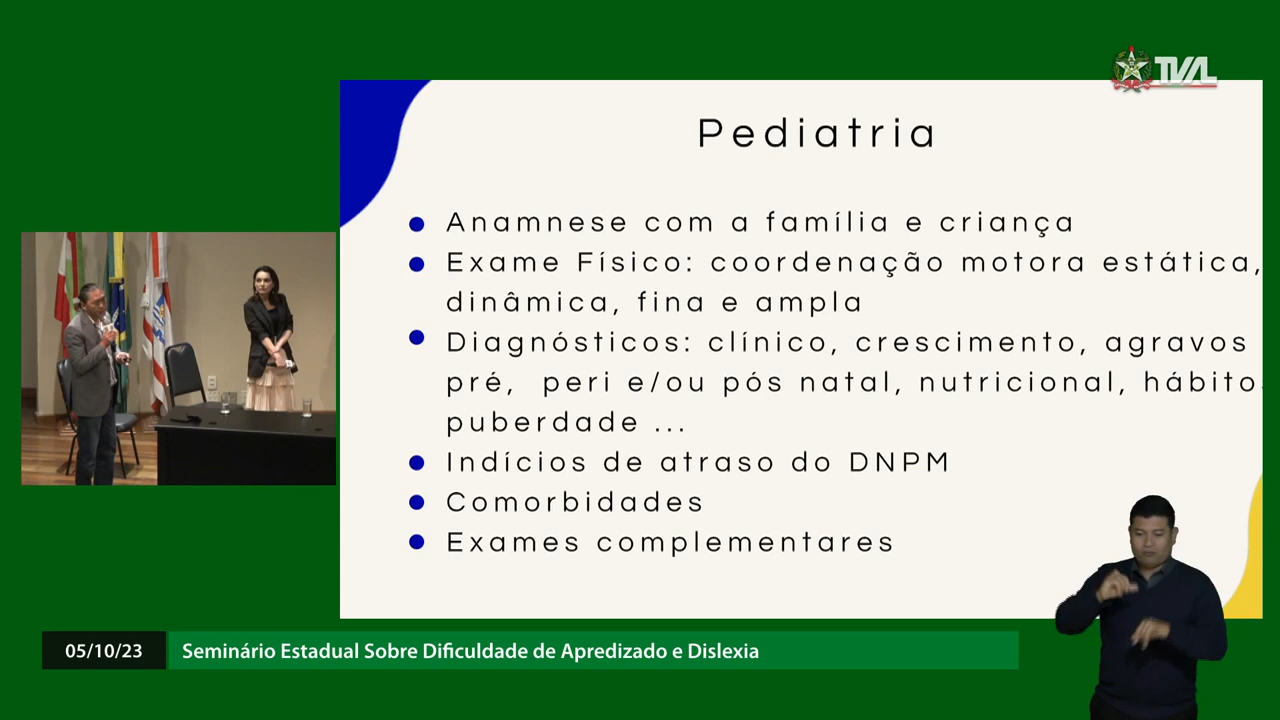 TVAL
Pediatria
Anamnese com a família e criança
Exame Físico: coordenação motora estática,
dinâmica, fina e ampla
Diagnósticos: clínico, crescimento, agravos
pré, peri e/ou pós natal, nutricional, hábito
puberdade ...
Indícios de atraso do DNPM
Comorbidades
Exames complementares
05/10/23
Seminário Estadual Sobre Dificuldade de Apredizado e Dislexia